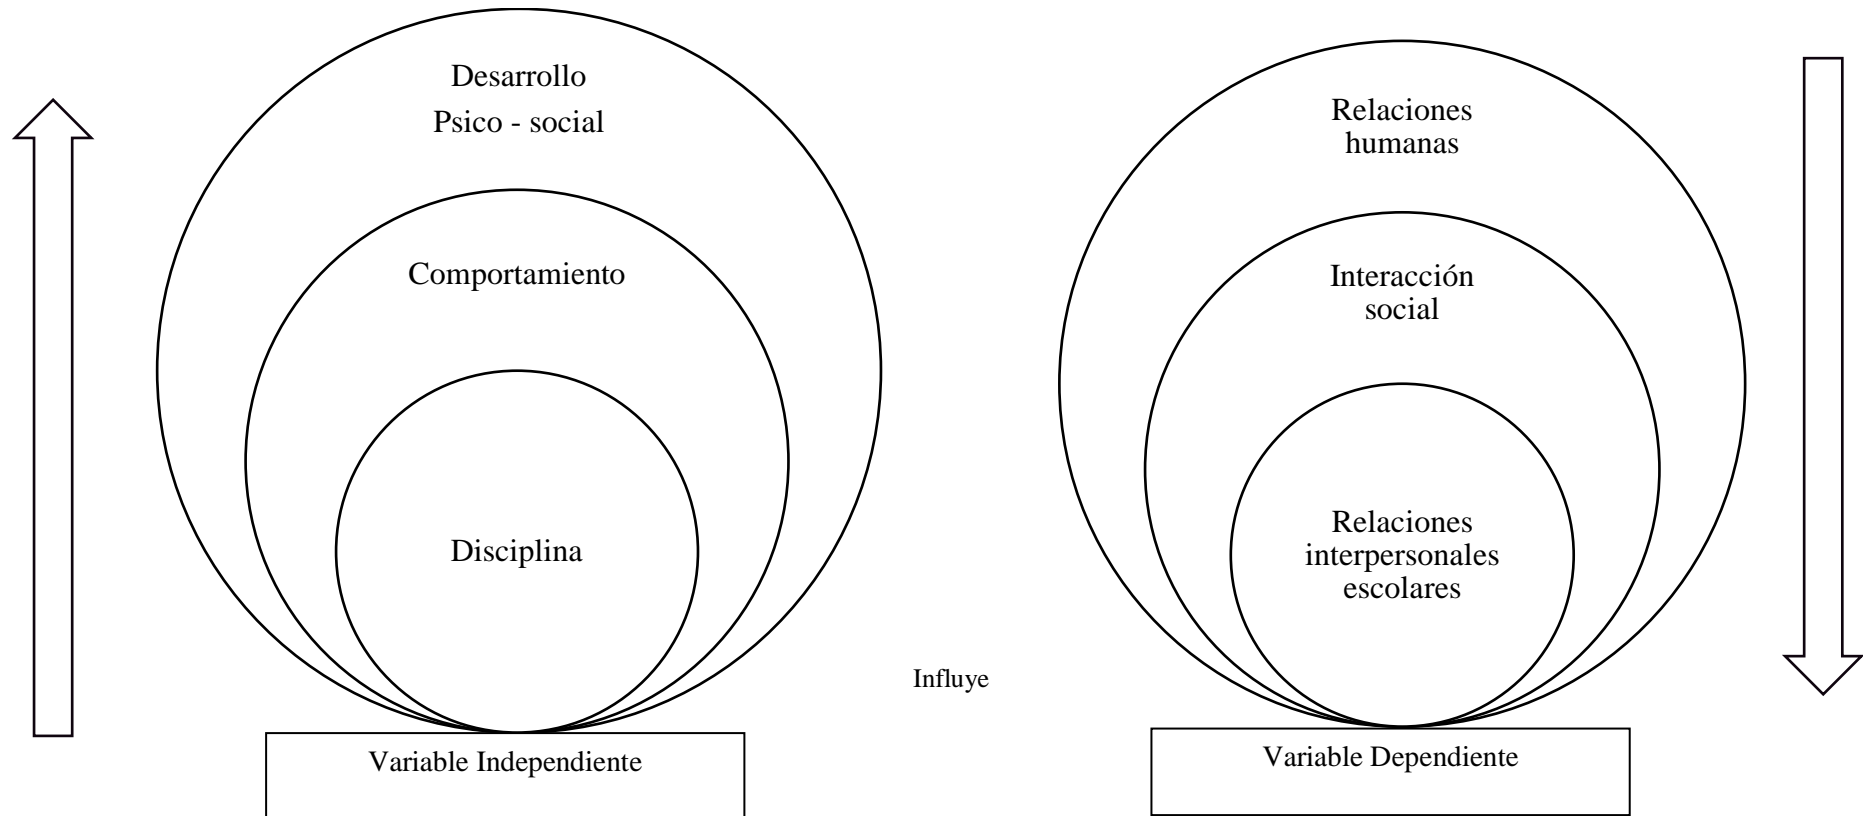 Desarrollo
Psico - social
Comportamiento
Disciplina
Variable Independiente
Influye
Relaciones
humanas
Interacción
social
Relaciones
interpersonales
escolares
Variable Dependiente